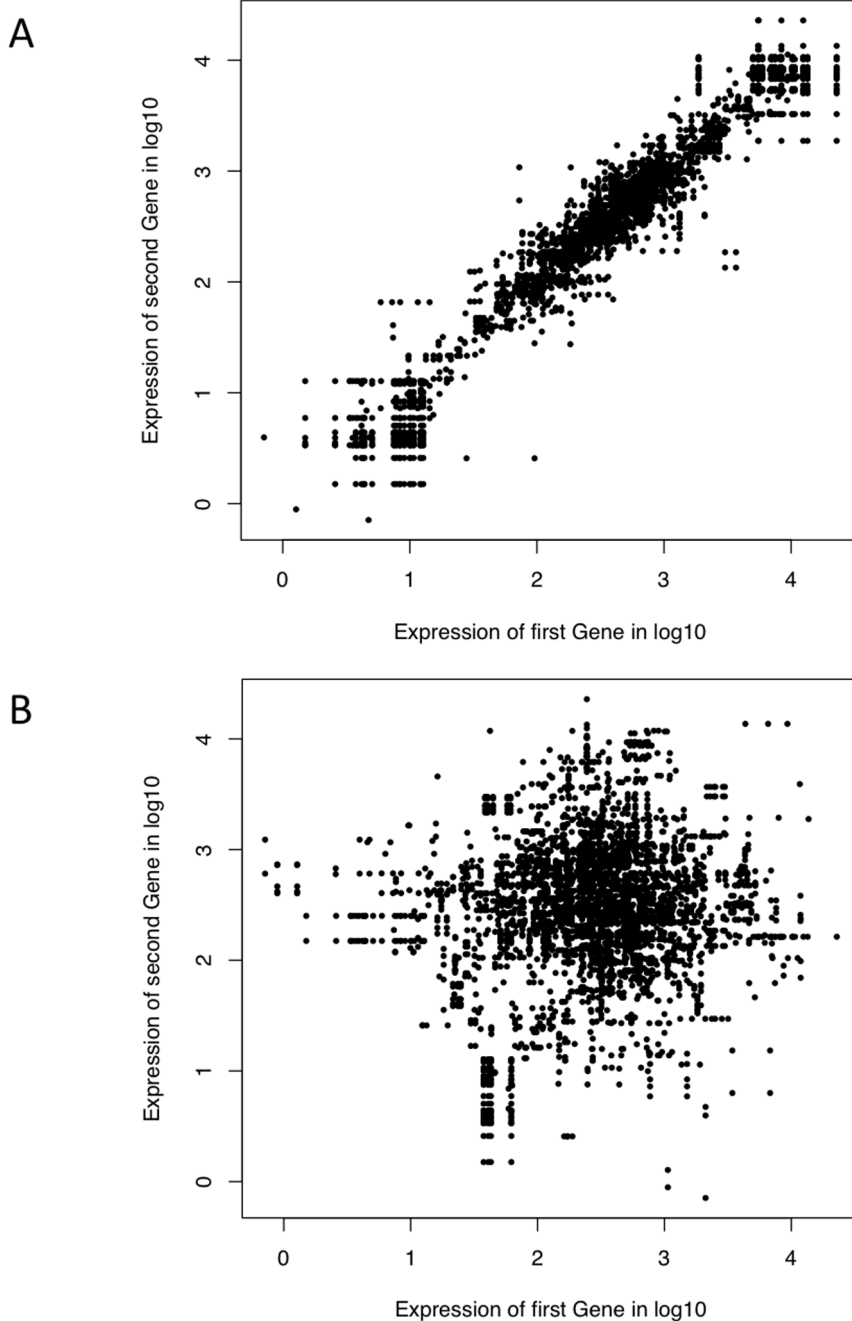 A
Expression of second Gene in log10
4
3
2
1
0
0 1 2 3 4
Expression of first Gene in log10
B
Expression of second Gene in log10
4
3
2
1
0
0 1 2 3 4
Expression of first Gene in log10